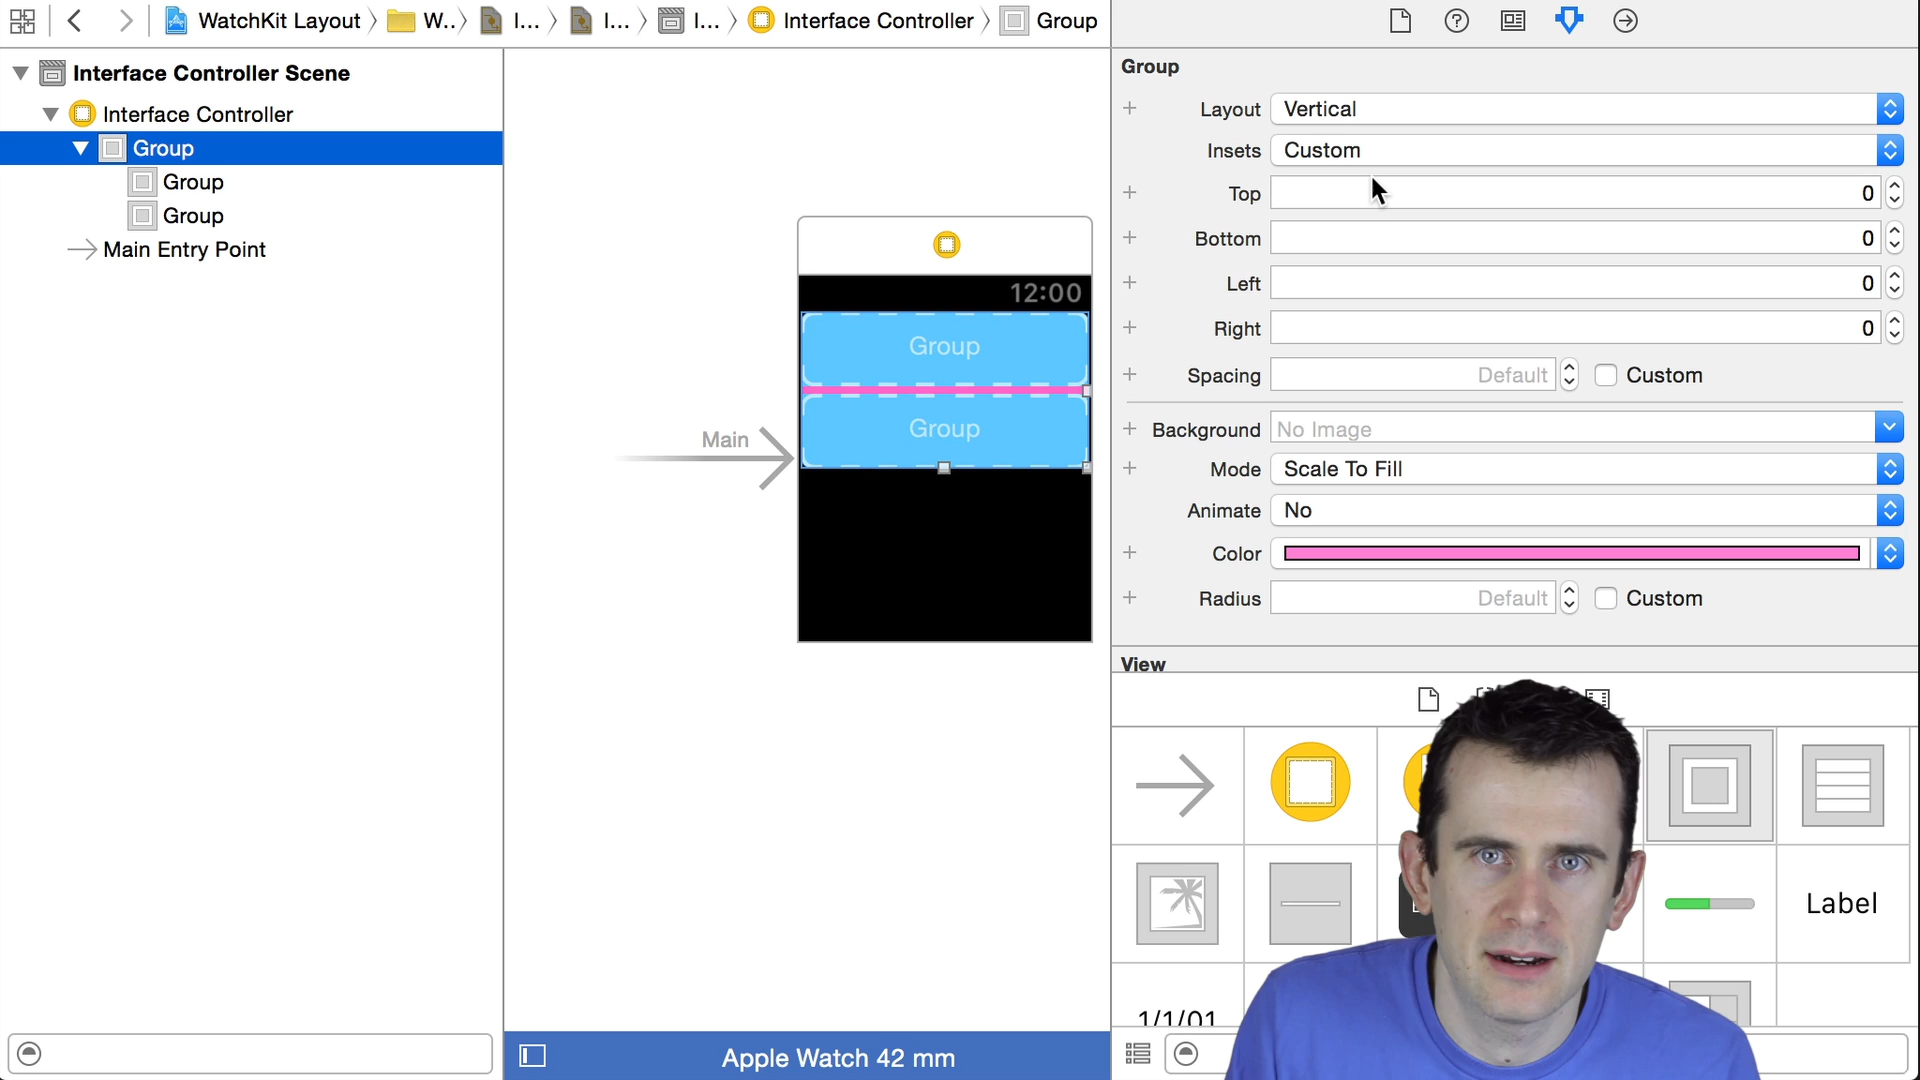 WatchKit Layout
W...
I...
I...
I...
Interface Controller
Group
Interface Controller Scene
Interface Controller
Group
Group
Group
Main Entry Point
Main
12:00
Group
Group
Apple Watch 42 mm
Group
Layout
Vertical
Insets
Custom
Top
0
Bottom
0
Left
0
Right
0
Spacing
Default
Custom
Background
No Image
Mode
Scale To Fill
Animate
No
Color
Radius
Default
Custom
View
Label
1/1/01